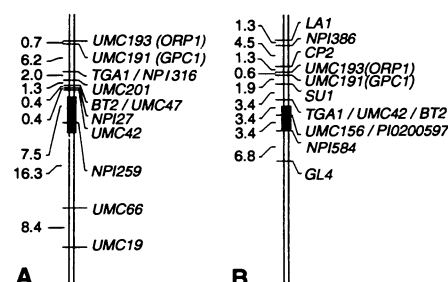 0.7 UMC193 (ORP1)
6.2 UMC191 (GPC1)
2.0 TGA1 / NPI316
1.3 UMC201
0.4 BT2 / UMC47
0.4 NPI27
UMC42
7.5
16.3 NPI259
UMC66
8.4
UMC19
A
1.3 LA1
4.5 NPI386
1.3 CP2
0.6 UMC193(ORP1)
1.9 UMC191(GPC1)
SU1
3.4
3.4 TGA1 / UMC42 / BT2
3.4 UMC156 / PI0200597
NPI584
6.8
GL4
B